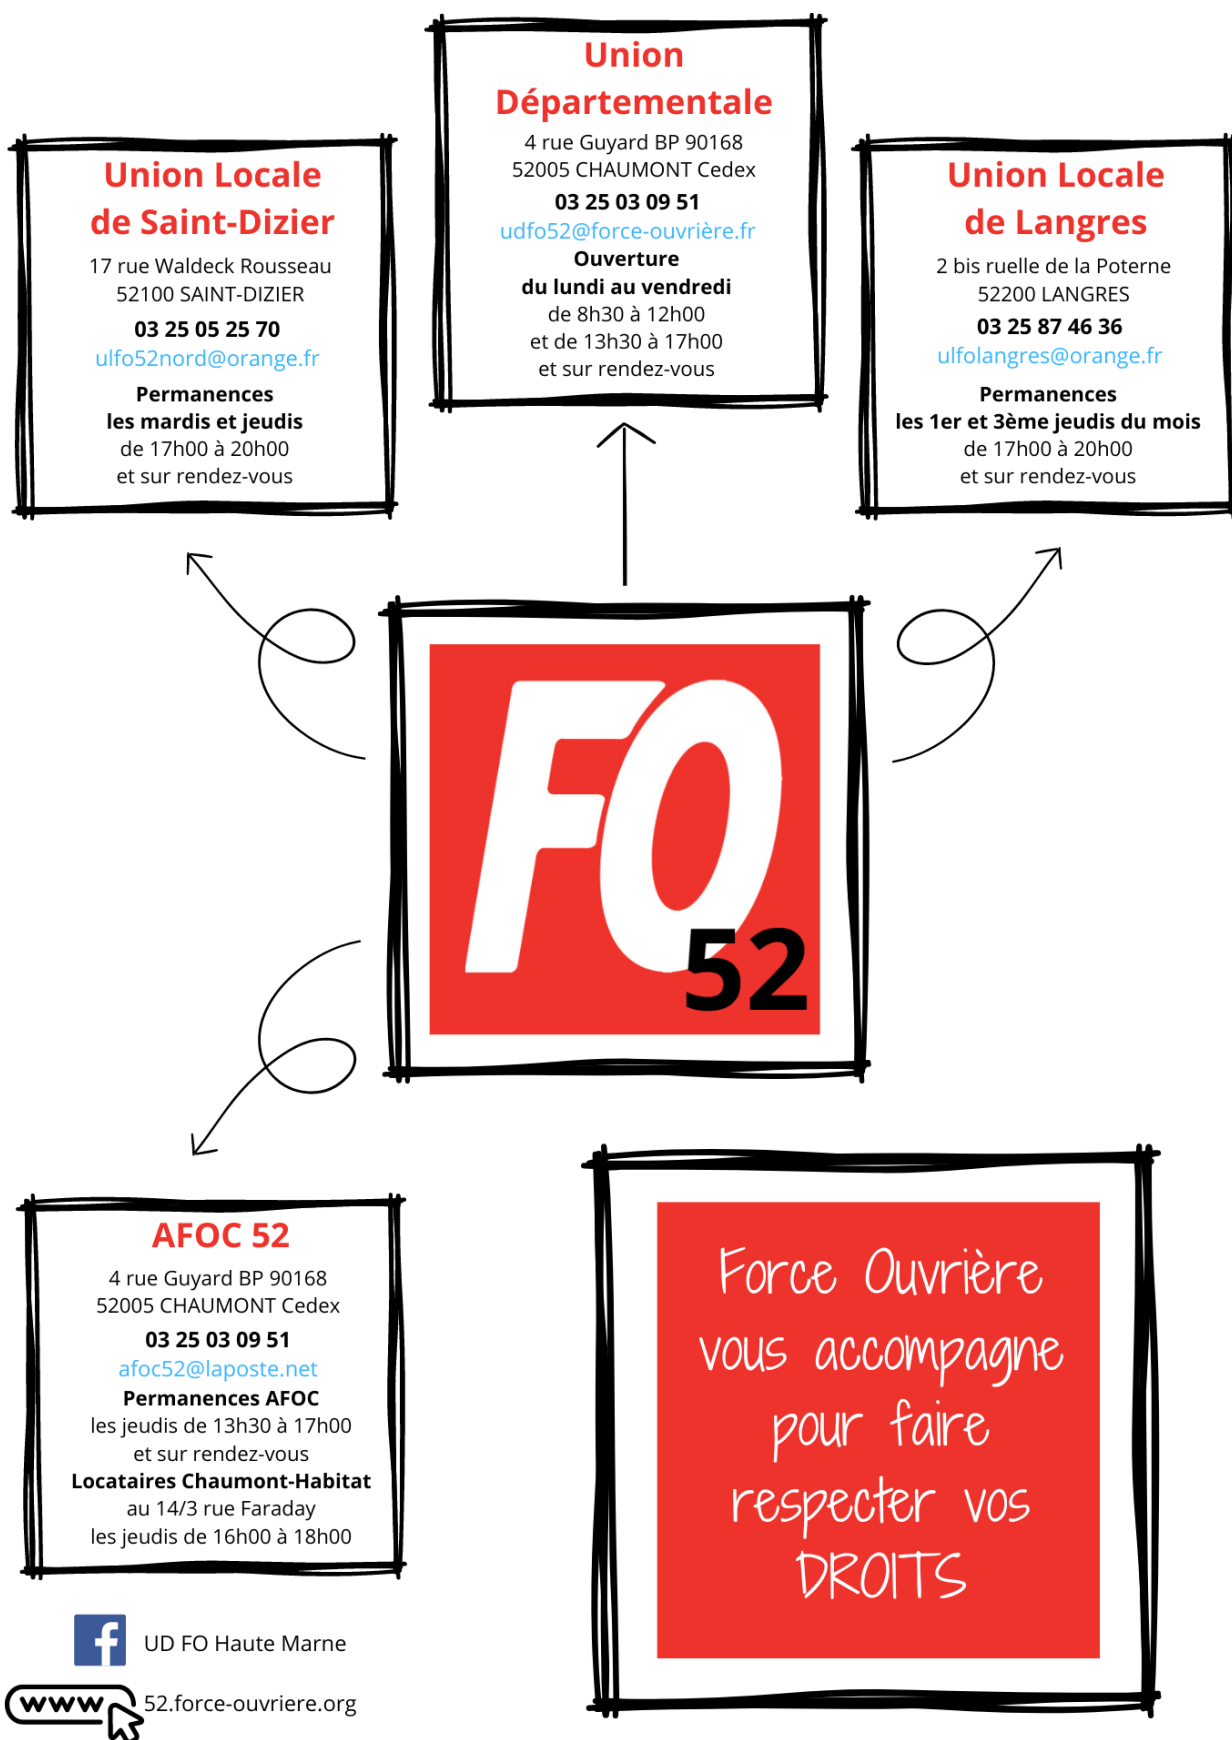 Union
Départementale
4 rue Guyard BP 90168
52005 CHAUMONT Cedex
03 25 03 09 51
udfo52@force-ouvrière.fr
Ouverture
du lundi au vendredi
de 8h30 à 12h00
et de 13h30 à 17h00
et sur rendez-vous
Union Locale
de Saint-Dizier
17 rue Waldeck Rousseau
52100 SAINT-DIZIER
03 25 05 25 70
ulfo52nord@orange.fr
Permanences
les mardis et jeudis
de 17h00 à 20h00
et sur rendez-vous
Union Locale
de Langres
2 bis ruelle de la Poterne
52200 LANGRES
03 25 87 46 36
ulfolangres@orange.fr
Permanences
les 1er et 3ème jeudis du mois
de 17h00 à 20h00
et sur rendez-vous
FO
52
AFOC 52
4 rue Guyard BP 90168
52005 CHAUMONT Cedex
03 25 03 09 51
afoc52@laposte.net
Permanences AFOC
les jeudis de 13h30 à 17h00
et sur rendez-vous
Locataires Chaumont-Habitat
au 14/3 rue Faraday
les jeudis de 16h00 à 18h00
Force Ouvrière
vous accompagne
pour faire
respecter vos
DROITS
f UD FO Haute Marne
www 52.force-ouvriere.org